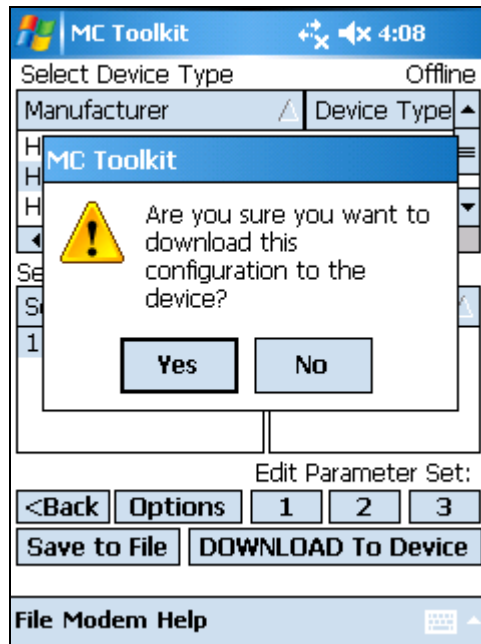 MC Toolkit 4:08
Select Device Type Offline
Manufacturer Device Type
H
MC Toolkit
H
H
Are you sure you want to
download this
configuration to the
device?
Se
1
Yes No
Edit Parameter Set:
<Back Options 1 2 3
Save to File DOWNLOAD To Device
File Modem Help